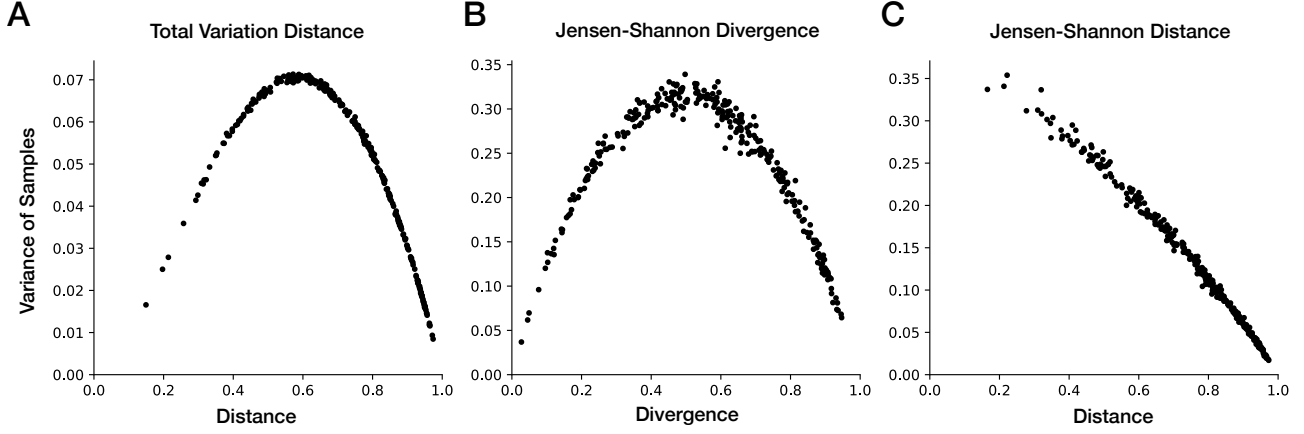 A
Total Variation Distance
Variance of Samples
0.07
0.06
0.05
0.04
0.03
0.02
0.01
0.00
0.0 0.2 0.4 0.6 0.8 1.0
Distance
B
Jensen-Shannon Divergence
0.35
0.30
0.25
0.20
0.15
0.30
0.05
0.00
0.0 0.2 0.4 0.6 0.8 1.0
Divergence
C
Jensen-Shannon Distance
0.35
0.30
0.25
0.20
0.15
0.10
0.05
0.00
0.0 0.2 0.4 0.6 0.8 1.0
Distance